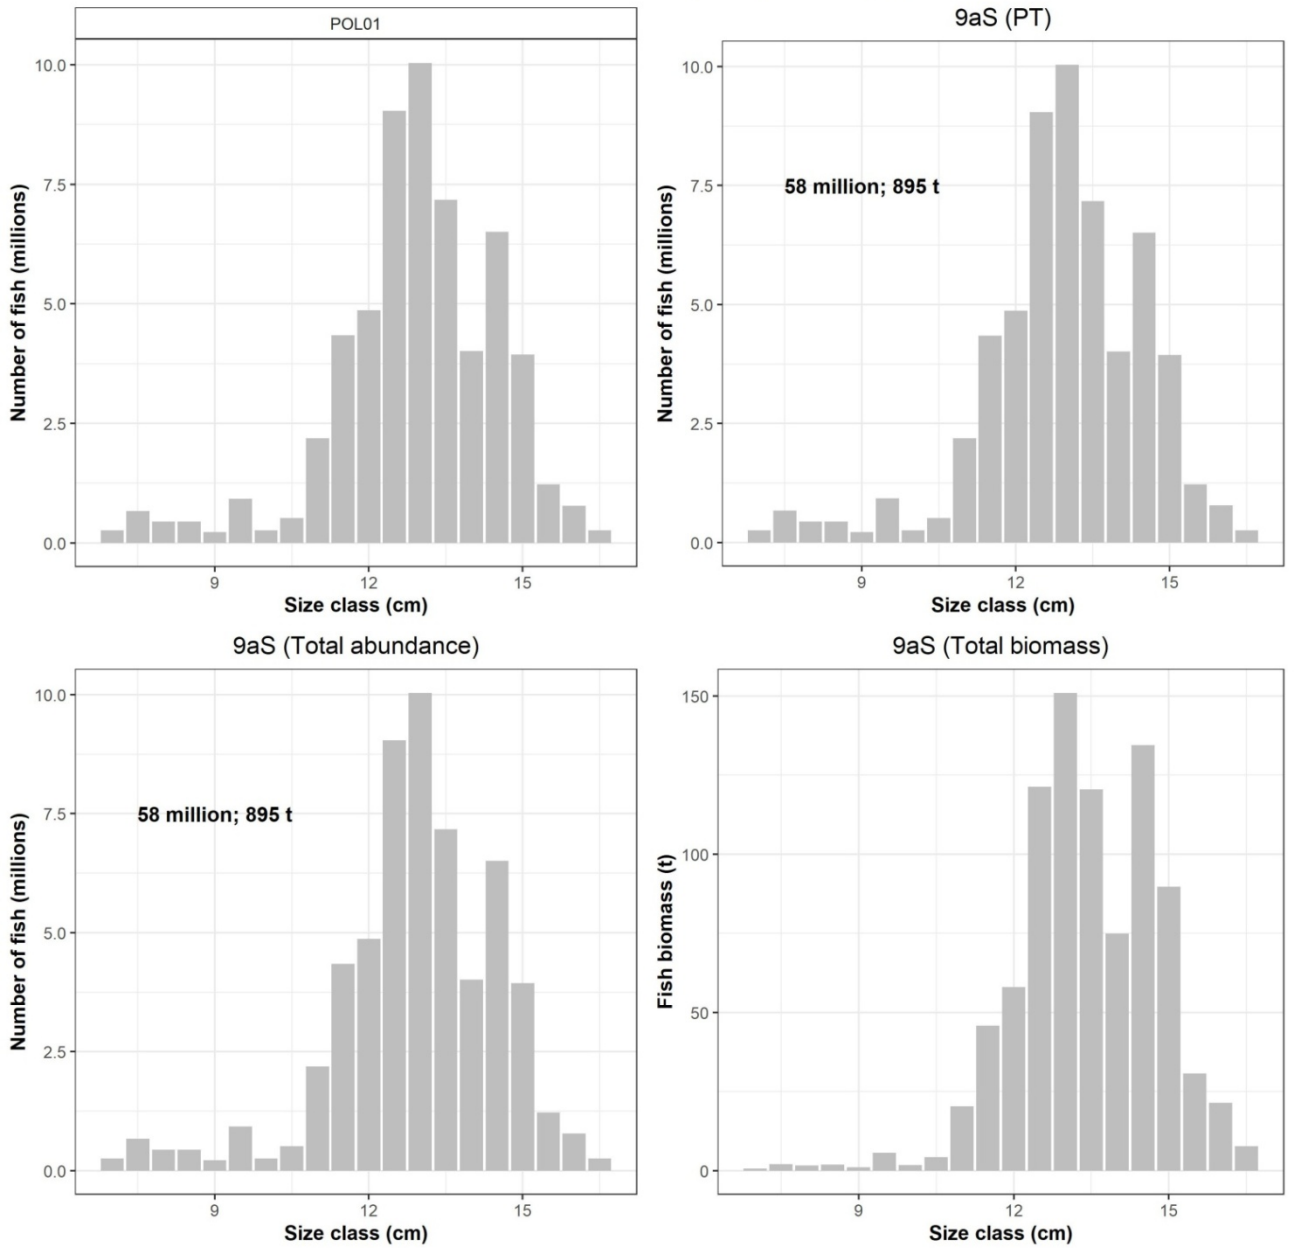 POL01
10.0
7.5
5.0
2.5
0.0
9 12 15
Number of fish (millions)
Size class (cm)
9aS (PT)
10.0
7.5
5.0
2.5
0.0
58 million; 895 t
9 12 15
Number of fish (millions)
Size class (cm)
9aS (Total abundance)
10.0
7.5
5.0
2.5
0.0
58 million; 895 t
9 12 15
Number of fish (millions)
Size class (cm)
9aS (Total biomass)
150
100
50
0
9 12 15
Fish biomass (t)
Size class (cm)